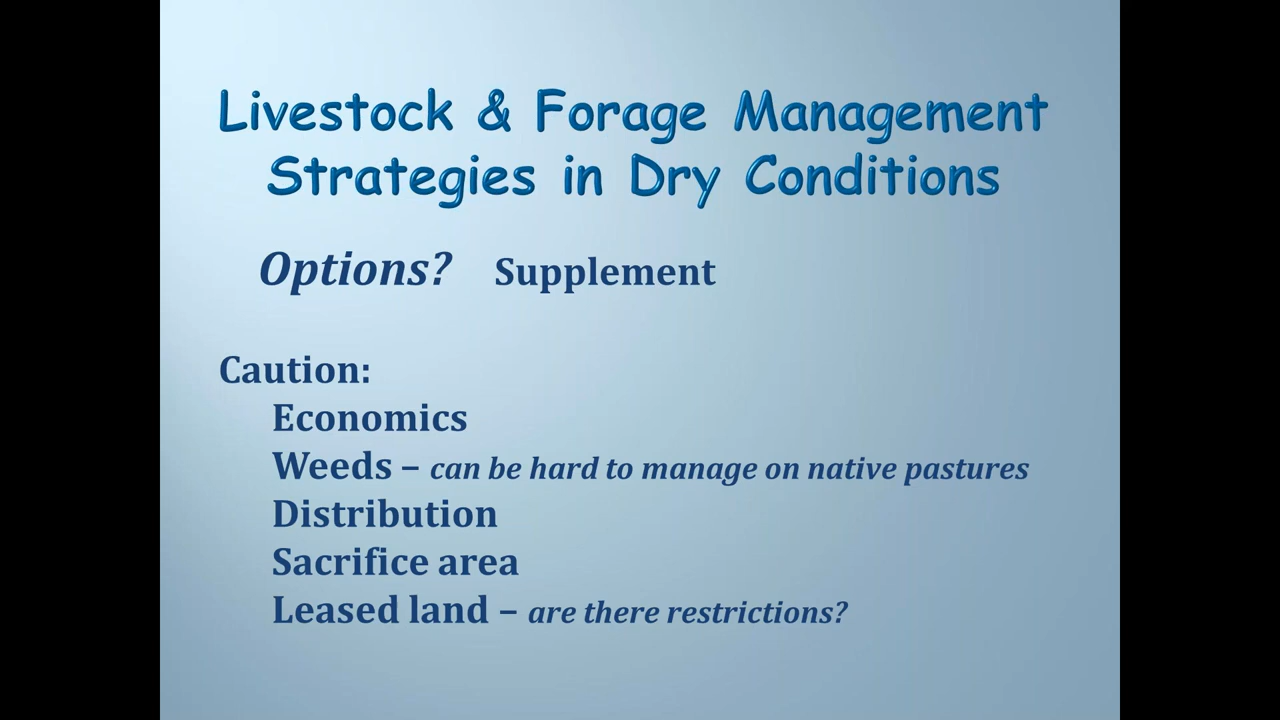 Livestock & Forage Management
Strategies in Dry Conditions
Options? Supplement
Caution:
Economics
Weeds – can be hard to manage on native pastures
Distribution
Sacrifice area
Leased land – are there restrictions?